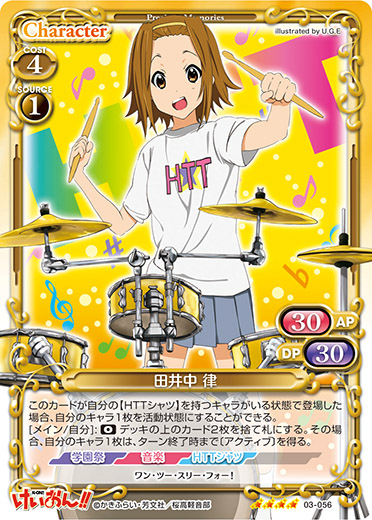 Precious Memories
Character
illustrated by U.G.E
COST
4
SOURCE
1
HTT
30 AP
DP 30
田井中 律
このカードが自分の【HTTシャツ】を持つキャラがいる状態で登場した
場合、自分のキャラ1枚を活動状態にすることができる。
[メイン/自分]: デッキの上のカード2枚を捨て札にする。その場
合、自分のキャラ1枚は、ターン終了時まで[アクティブ]を得る。
学園祭 音楽 HTTシャツ
ワン・ツー・スリー・フォー!
けいおん!!
K-ON!
©かきふらい・芳文社/桜高軽音部
03-056